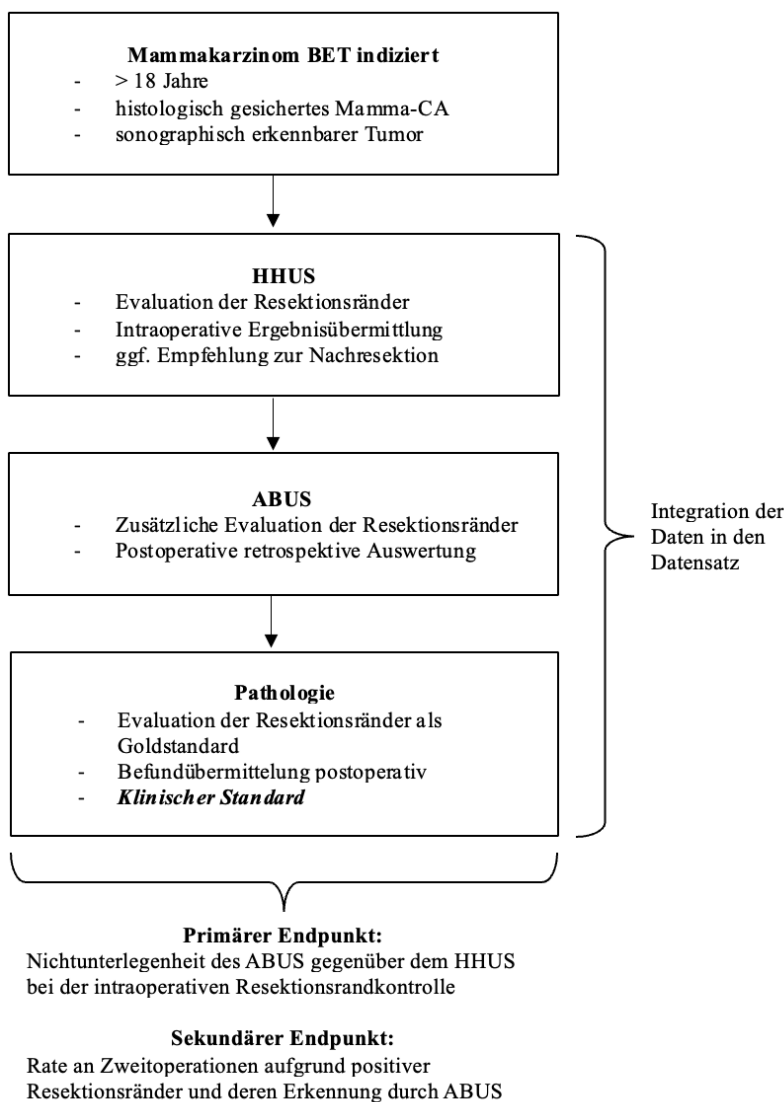 Mammakarzinom BET indiziert
- > 18 Jahre
- histologisch gesichertes Mamma-CA
- sonographisch erkennbarer Tumor
HHUS
- Evaluation der Resektionsränder
- Intraoperative Ergebnisübermittlung
- ggf. Empfehlung zur Nachresektion
ABUS
- Zusätzliche Evaluation der Resektionsränder
- Postoperative retrospektive Auswertung
Pathologie
- Evaluation der Resektionsränder als
Goldstandard
- Befundübermittelung postoperativ
- Klinischer Standard
Integration der
Daten in den
Datensatz
Primärer Endpunkt:
Nichtunterlegenheit des ABUS gegenüber dem HHUS
bei der intraoperativen Resektionsrandkontrolle
Sekundärer Endpunkt:
Rate an Zweitoperationen aufgrund positiver
Resektionsränder und deren Erkennung durch ABUS